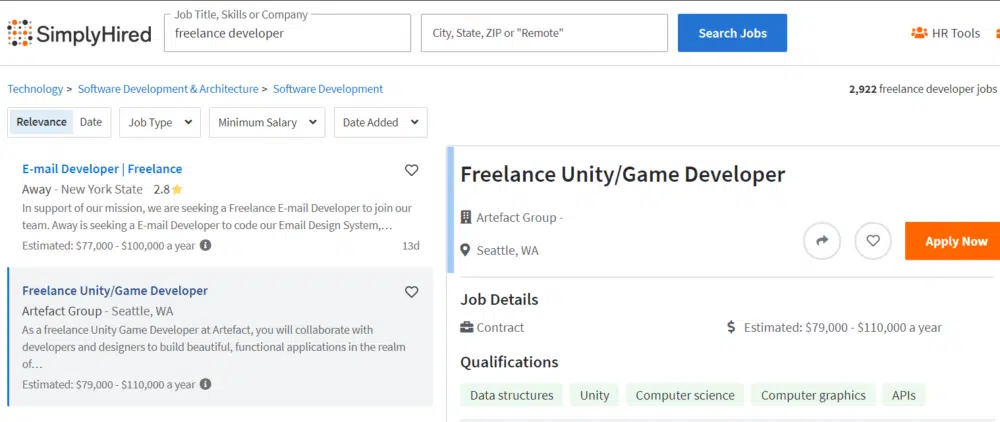 SimplyHired
Job Title, Skills or Company
freelance developer
City, State, ZIP or "Remote"
Search Jobs
HR Tools
Technology > Software Development & Architecture > Software Development
2,922 freelance developer jobs
Relevance Date
Job Type
Minimum Salary
Date Added
E-mail Developer | Freelance
Away - New York State 2.8
In support of our mission, we are seeking a Freelance E-mail Developer to join our
team. Away is seeking a E-mail Developer to code our Email Design System,…
Estimated: $77,000 - $100,000 a year
13d
Freelance Unity/Game Developer
Artefact Group - Seattle, WA
As a freelance Unity Game Developer at Artefact, you will collaborate with
developers and designers to build beautiful, functional applications in the realm
of…
Estimated: $79,000 - $110,000 a year
Freelance Unity/Game Developer
Artefact Group -
Seattle, WA
Apply Now
Job Details
Contract
Estimated: $79,000 - $110,000 a year
Qualifications
Data structures Unity Computer science Computer graphics APIs